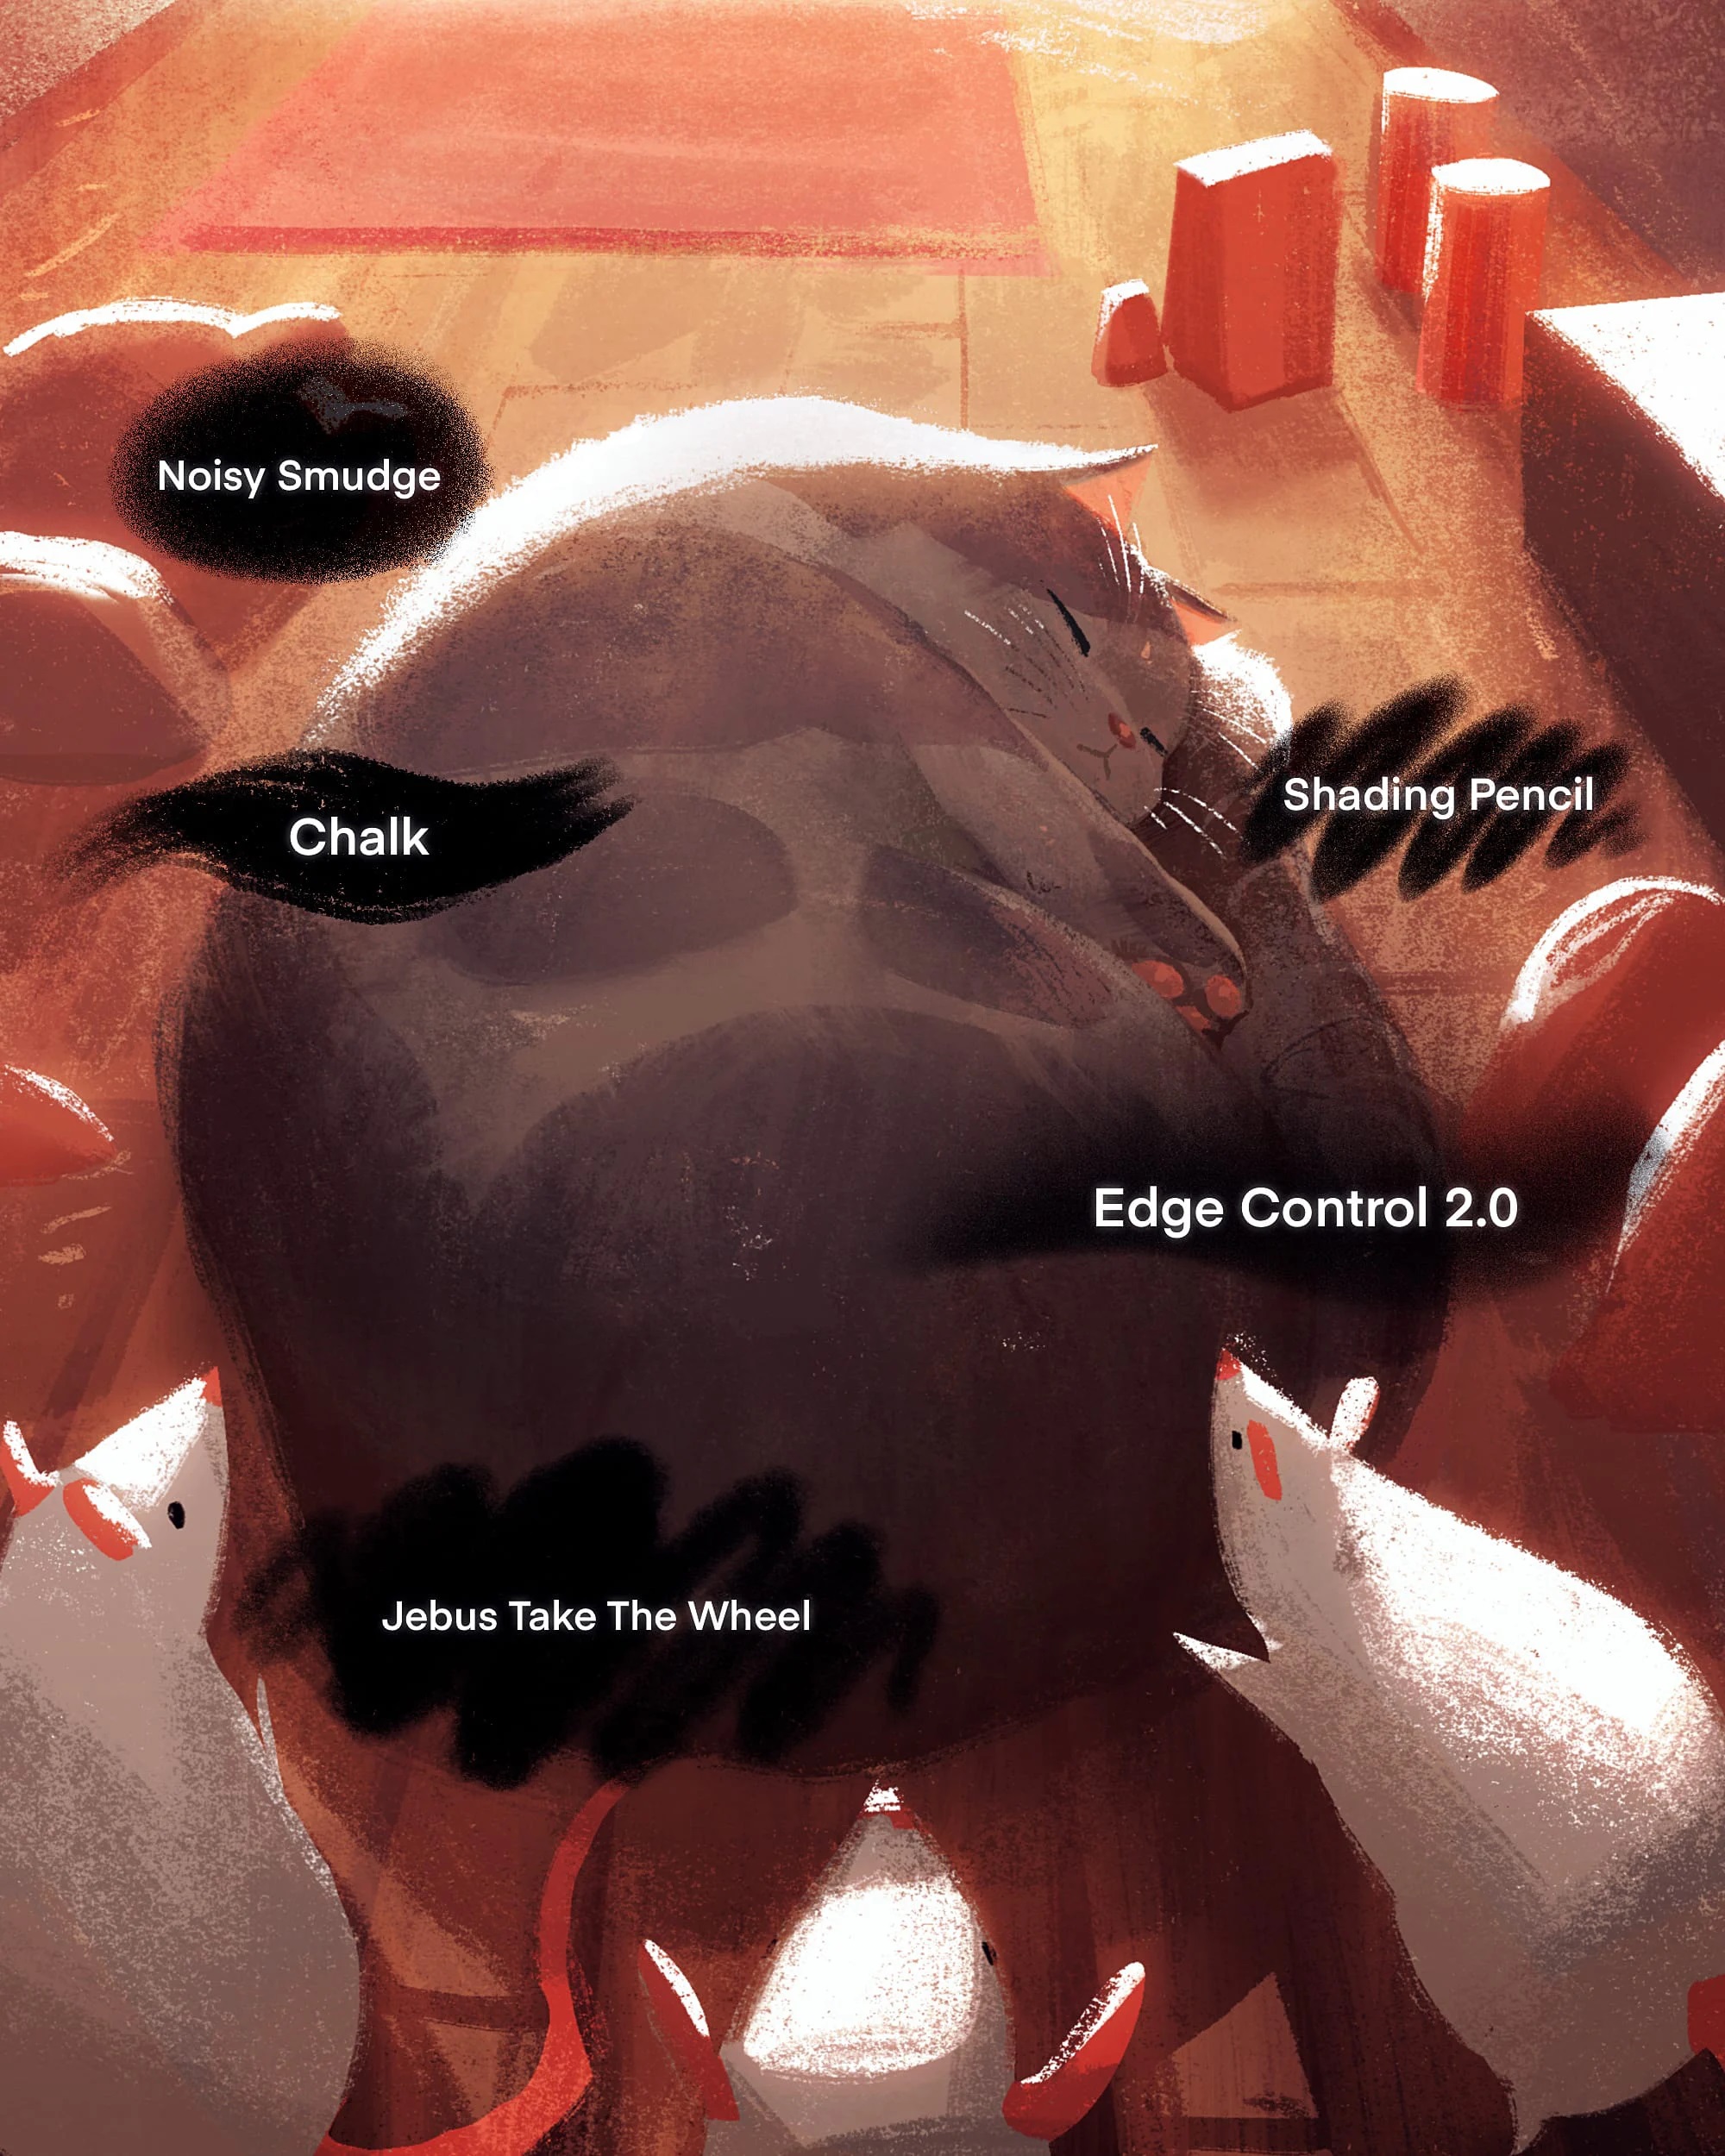 Noisy Smudge
Shading Pencil
Chalk
Edge Control 2.0
Jebus Take The Wheel